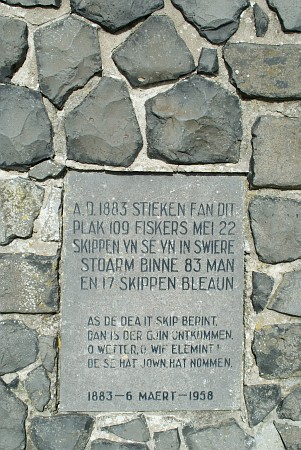 A.D. 1883 STIEKEN FAN DIT
PLAK 109 FISKERS MEI 22
SKIPPEN YN SE YN IN SWIERE
STOARM BINNE 83 MAN
EN 17 SKIPPEN BLEAUN
AS DE DEA IT SKIP BEPINT,
DAN IS DER GJIN ÛNTKOMMEN.
O WETTER, O WIF ELEMINT!
DE SE HAT JOWN, HAT NOMMEN.
1883–6 MAERT–1958